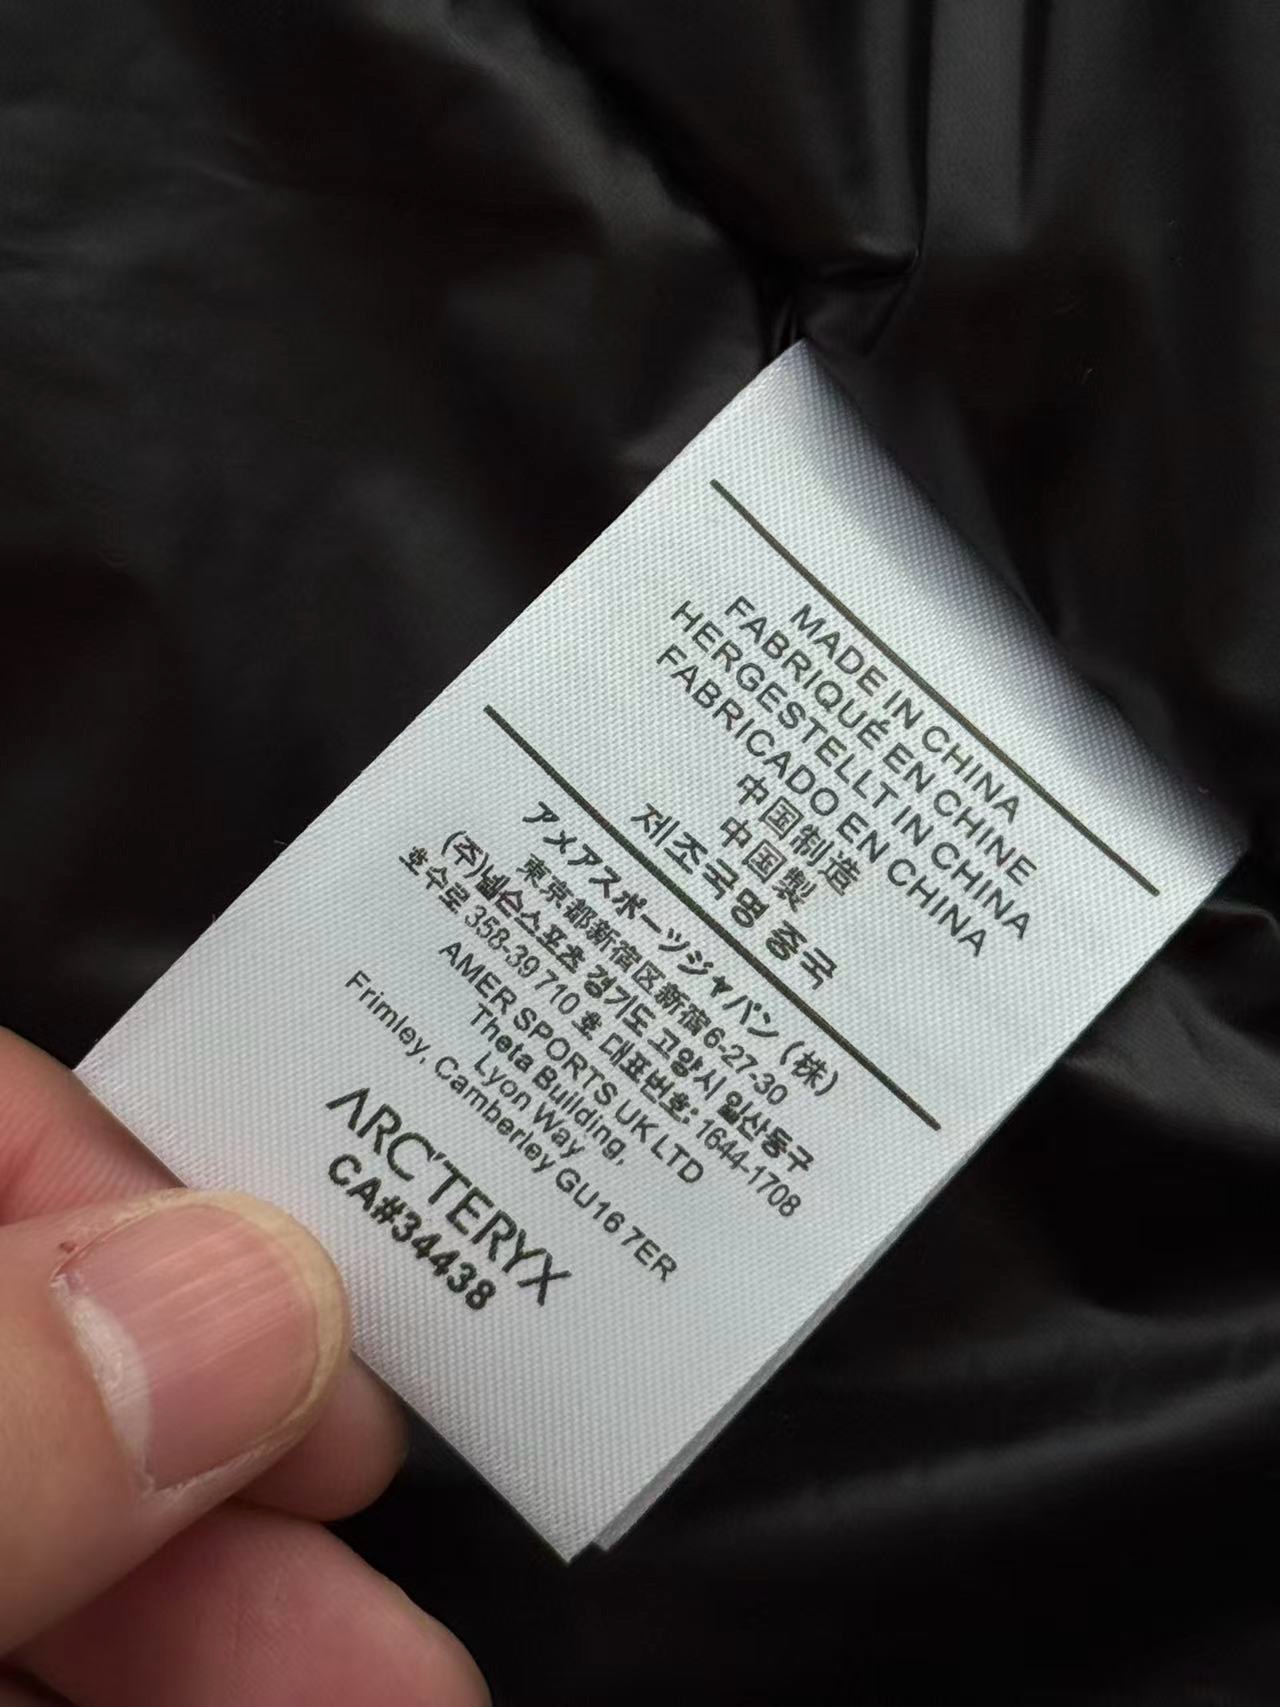 MADE IN CHINA
FABRIQUÉ EN CHINE
HERGESTELLT IN CHINA
FABRICADO EN CHINA
中国制造
中国製
제조국명 중국
アメアスポーツジャパン (株)
東京都新宿区新宿6-27-30
(주)넬슨스포츠 경기도 고양시 일산동구
호수로 358-39 710 호 대표번호: 1644-1708
AMER SPORTS UK LTD
Theta Building,
Lyon Way
Frimley, Camberley GU16 7ER
ARC'TERYX
CA#34438